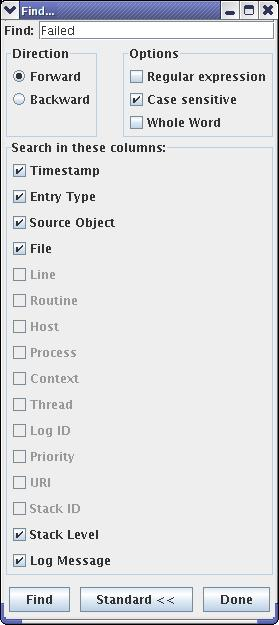 Find...
Find: Failed
Direction
Forward
Backward
Options
Regular expression
Case sensitive
Whole Word
Search in these columns:
Timestamp
Entry Type
Source Object
File
Line
Routine
Host
Process
Context
Thread
Log ID
Priority
URI
Stack ID
Stack Level
Log Message
Find
Standard <<
Done